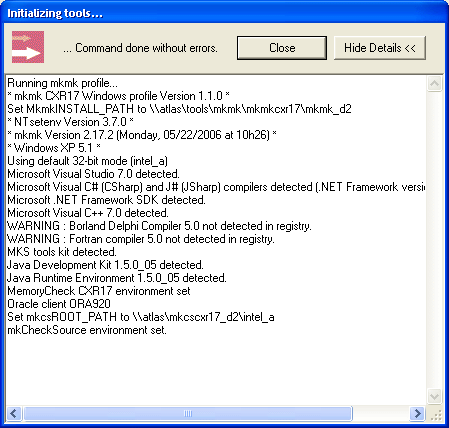 Initializing tools...
... Command done without errors.
Close
Hide Details <<
Running mkmk profile...
* mkmk CXR17 Windows profile Version 1.1.0 *
Set MkmkINSTALL_PATH to \\atlas\tools\mkmk\mkmkcxr17\mkmk_d2
* NTsetenv Version 3.7.0 *
* mkmk Version 2.17.2 (Monday, 05/22/2006 at 10h26) *
* Windows XP 5.1 *
Using default 32-bit mode (intel_a)
Microsoft Visual Studio 7.0 detected.
Microsoft Visual C# (CSharp) and J# (JSharp) compilers detected (.NET Framework versio
Microsoft .NET Framework SDK detected.
Microsoft Visual C++ 7.0 detected.
WARNING : Borland Delphi Compiler 5.0 not detected in registry.
WARNING : Fortran compiler 5.0 not detected in registry.
MKS tools kit detected.
Java Development Kit 1.5.0_05 detected.
Java Runtime Environment 1.5.0_05 detected.
MemoryCheck CXR17 environment set
Oracle client ORA920
Set mkcsROOT_PATH to \\atlas\mkcscxr17_d2\intel_a
mkCheckSource environment set.